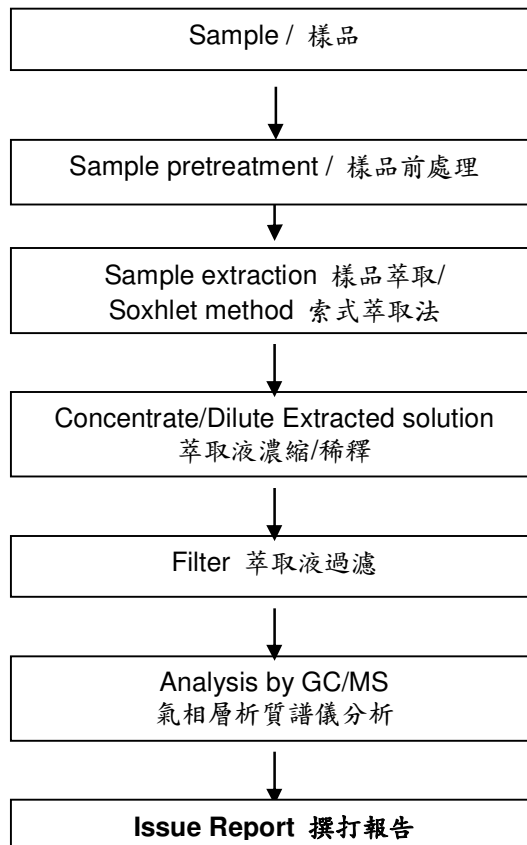 Sample / 樣品
Sample pretreatment / 樣品前處理
Sample extraction 樣品萃取/
Soxhlet method 索式萃取法
Concentrate/Dilute Extracted solution
萃取液濃縮/稀釋
Filter 萃取液過濾
Analysis by GC/MS
氣相層析質譜儀分析
Issue Report 撰打報告